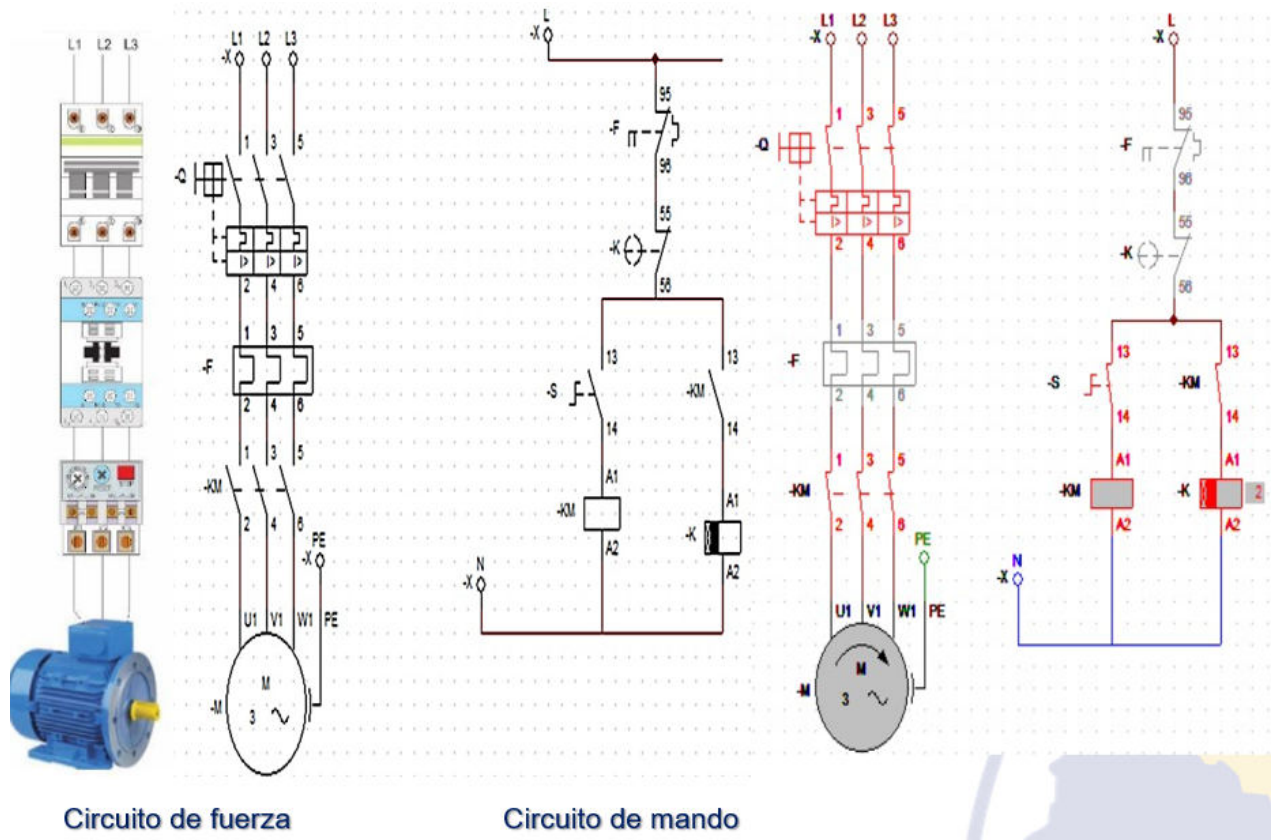 L1 L2 L3
L1 L2 L3
-X
1 3 5
-Q
I> I> I>
2 4 6
1 3 5
-F
2 4 6
1 3 5
-KM
2 4 6
PE
-X
U1 V1 W1 PE
M
-M
3
L
-X
95
-F
96
55
-K
56
13
-S
14
A1
-KM
A2
13
-KM
14
A1
-K
A2
N
-X
L1 L2 L3
-X
1 3 5
-Q
I> I> I>
2 4 6
1 3 5
-F
2 4 6
1 3 5
-KM
2 4 6
PE
U1 V1 W1 PE
M
-M
3
L
-X
95
-F
96
55
-K
56
13
-S
14
A1
-KM
A2
13
-KM
14
A1
-K 2
A2
N
-X
Circuito de fuerza
Circuito de mando